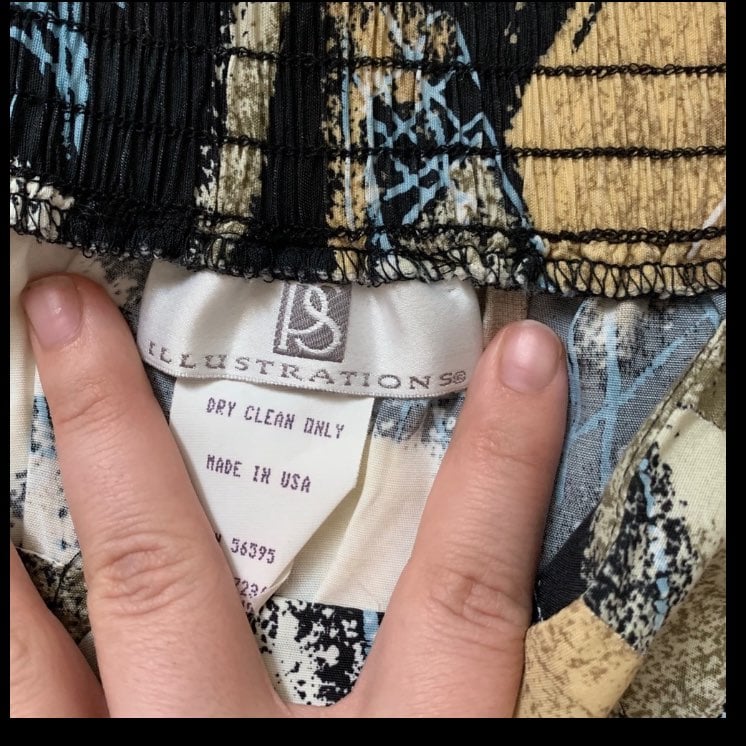 PS
ILLUSTRATIONS®
DRY CLEAN ONLY
MADE IN USA
56395